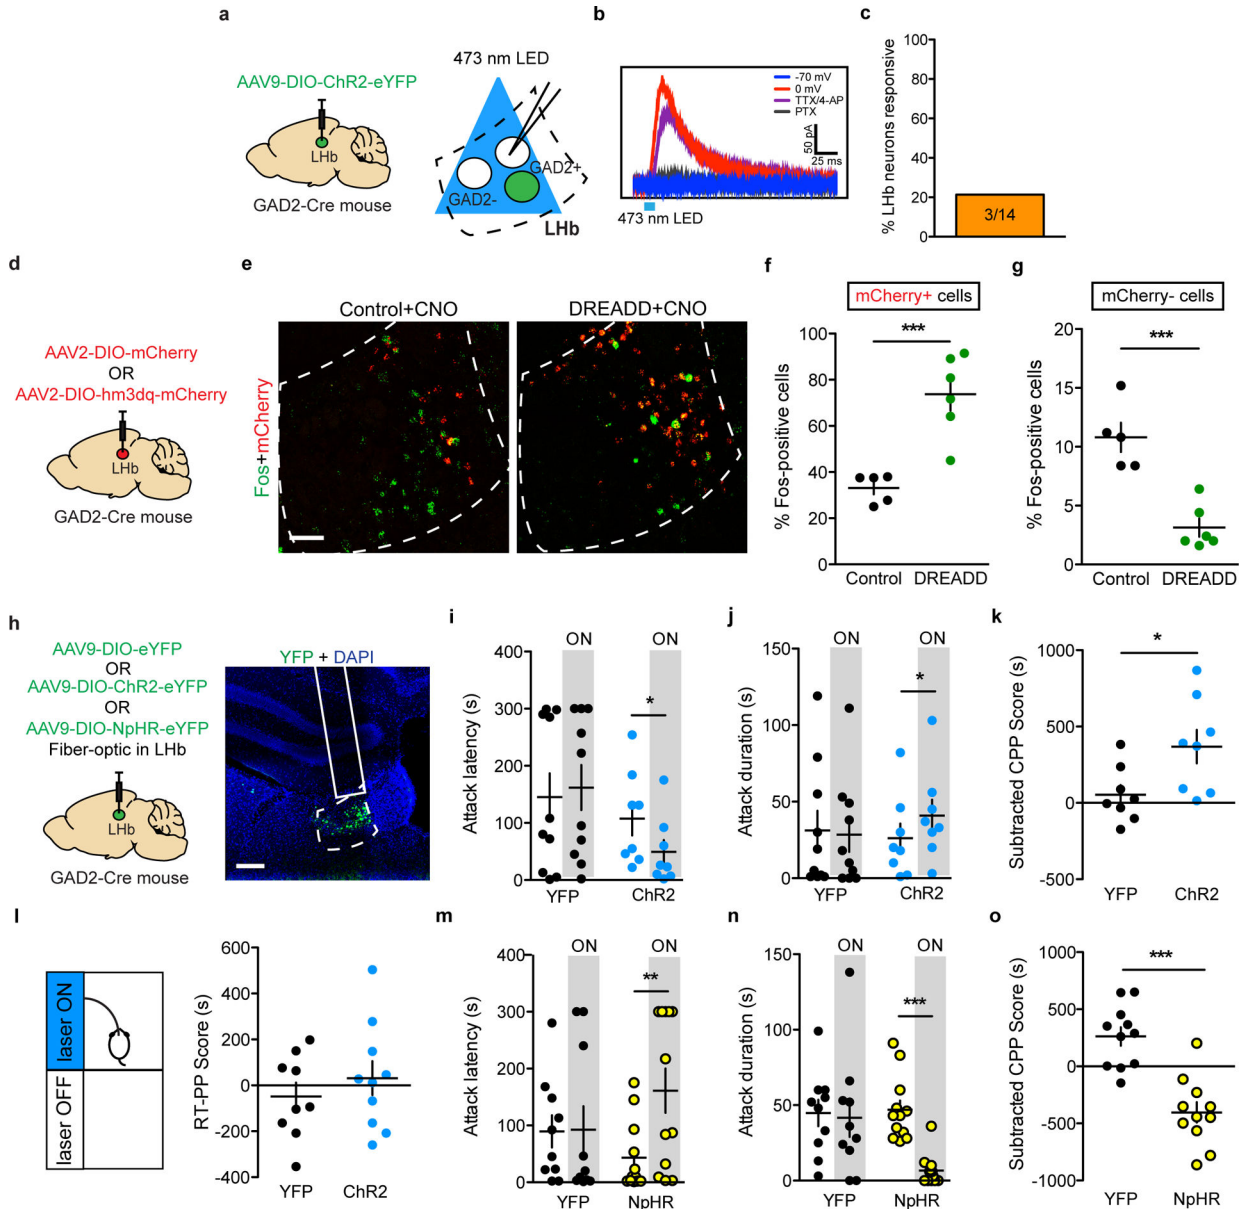 a
AAV9-DIO-ChR2-eYFP
LHb
GAD2-Cre mouse
473 nm LED
GAD2+
GAD2-
LHb
b
-70 mV
0 mV
TTX/4-AP
PTX
50 pA
25 ms
473 nm LED
c
% LHb neurons responsive
100
80
60
40
20
0
3/14
d
AAV2-DIO-mCherry
OR
AAV2-DIO-hm3dq-mCherry
LHb
GAD2-Cre mouse
e
Control+CNO
DREADD+CNO
Fos+mCherry
f
mCherry+ cells
% Fos-positive cells
100
80
60
40
20
0
***
Control
DREADD
g
mCherry- cells
% Fos-positive cells
20
15
10
5
0
***
Control
DREADD
h
AAV9-DIO-eYFP
OR
AAV9-DIO-ChR2-eYFP
OR
AAV9-DIO-NpHR-eYFP
Fiber-optic in LHb
LHb
GAD2-Cre mouse
YFP + DAPI
i
ON
ON
Attack latency (s)
400
300
200
100
0
*
YFP
ChR2
j
ON
ON
Attack duration (s)
150
100
50
0
*
YFP
ChR2
k
Subtracted CPP Score (s)
1000
500
0
-500
*
YFP
ChR2
l
laser ON
laser OFF
RT-PP Score (s)
600
400
200
0
-200
-400
YFP
ChR2
m
ON
ON
Attack latency (s)
400
300
200
100
0
**
YFP
NpHR
n
ON
ON
Attack duration (s)
150
100
50
0
***
YFP
NpHR
o
Subtracted CPP Score (s)
1000
500
0
-500
-1000
***
YFP
NpHR